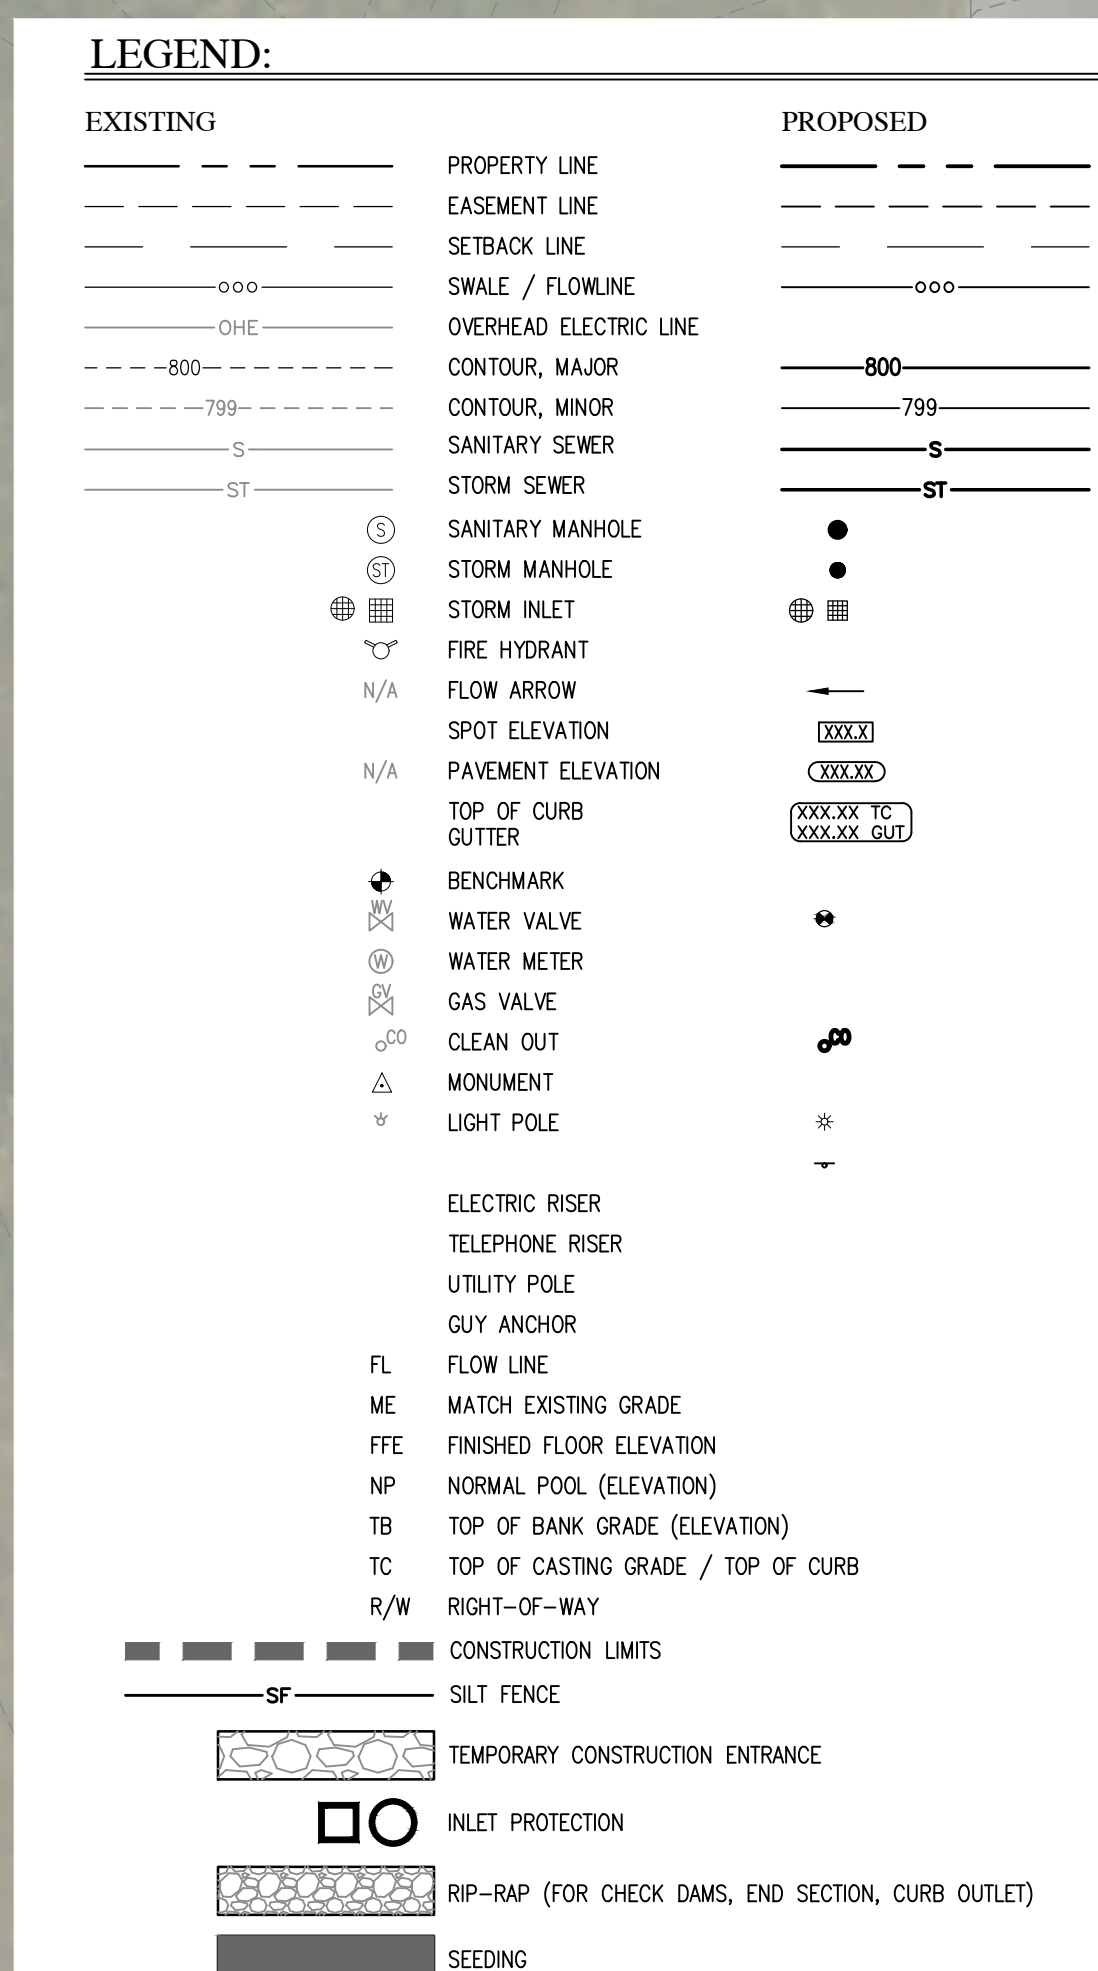 LEGEND:
EXISTING PROPOSED
PROPERTY LINE
EASEMENT LINE
SETBACK LINE
SWALE / FLOWLINE
OHE OVERHEAD ELECTRIC LINE
800 CONTOUR, MAJOR 800
799 CONTOUR, MINOR 799
S SANITARY SEWER S
ST STORM SEWER ST
S SANITARY MANHOLE
ST STORM MANHOLE
STORM INLET
FIRE HYDRANT
N/A FLOW ARROW
SPOT ELEVATION XXX.X
N/A PAVEMENT ELEVATION XXX.XX
TOP OF CURB XXX.XX TC
GUTTER XXX.XX GUT
BENCHMARK
WV WATER VALVE
W WATER METER
GV GAS VALVE
CO CLEAN OUT CO
MONUMENT
LIGHT POLE
ELECTRIC RISER
TELEPHONE RISER
UTILITY POLE
GUY ANCHOR
FL FLOW LINE
ME MATCH EXISTING GRADE
FFE FINISHED FLOOR ELEVATION
NP NORMAL POOL (ELEVATION)
TB TOP OF BANK GRADE (ELEVATION)
TC TOP OF CASTING GRADE / TOP OF CURB
R/W RIGHT-OF-WAY
CONSTRUCTION LIMITS
SF SILT FENCE
TEMPORARY CONSTRUCTION ENTRANCE
INLET PROTECTION
RIP-RAP (FOR CHECK DAMS, END SECTION, CURB OUTLET)
SEEDING